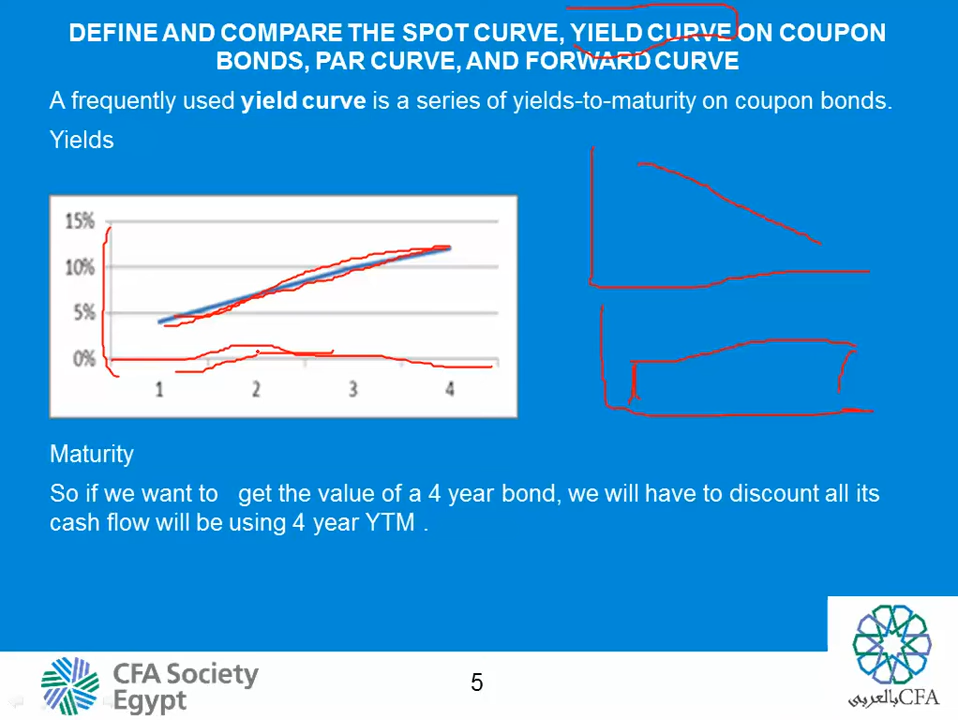 DEFINE AND COMPARE THE SPOT CURVE, YIELD CURVE ON COUPON
BONDS, PAR CURVE, AND FORWARD CURVE
A frequently used yield curve is a series of yields-to-maturity on coupon bonds.
Yields
15%
10%
5%
0%
1 2 3 4
Maturity
So if we want to get the value of a 4 year bond, we will have to discount all its
cash flow will be using 4 year YTM .
CFA Society
Egypt
5
CFA بالعربي